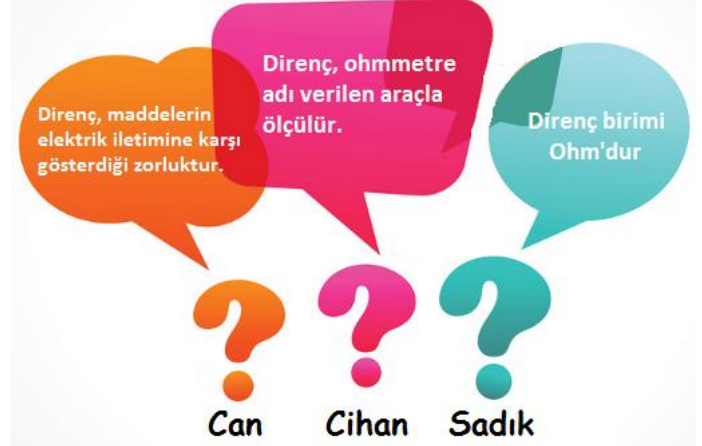 Direnç, maddelerin
elektrik iletimine karşı
gösterdiği zorluktur.
Direnç, ohmmetre
adı verilen araçla
ölçülür.
Direnç birimi
Ohm'dur
?
?
?
Can
Cihan
Sadık